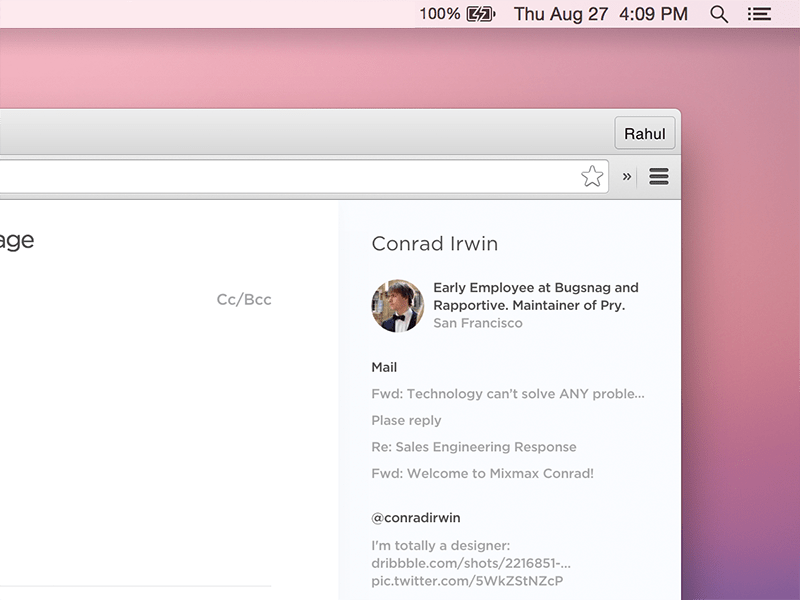 100% Thu Aug 27 4:09 PM
Rahul
»
age
Cc/Bcc
Conrad Irwin
Early Employee at Bugsnag and
Rapportive. Maintainer of Pry.
San Francisco
Mail
Fwd: Technology can't solve ANY proble...
Plase reply
Re: Sales Engineering Response
Fwd: Welcome to Mixmax Conrad!
@conradirwin
I'm totally a designer:
dribbble.com/shots/2216851-...
pic.twitter.com/5WkZStNZcP